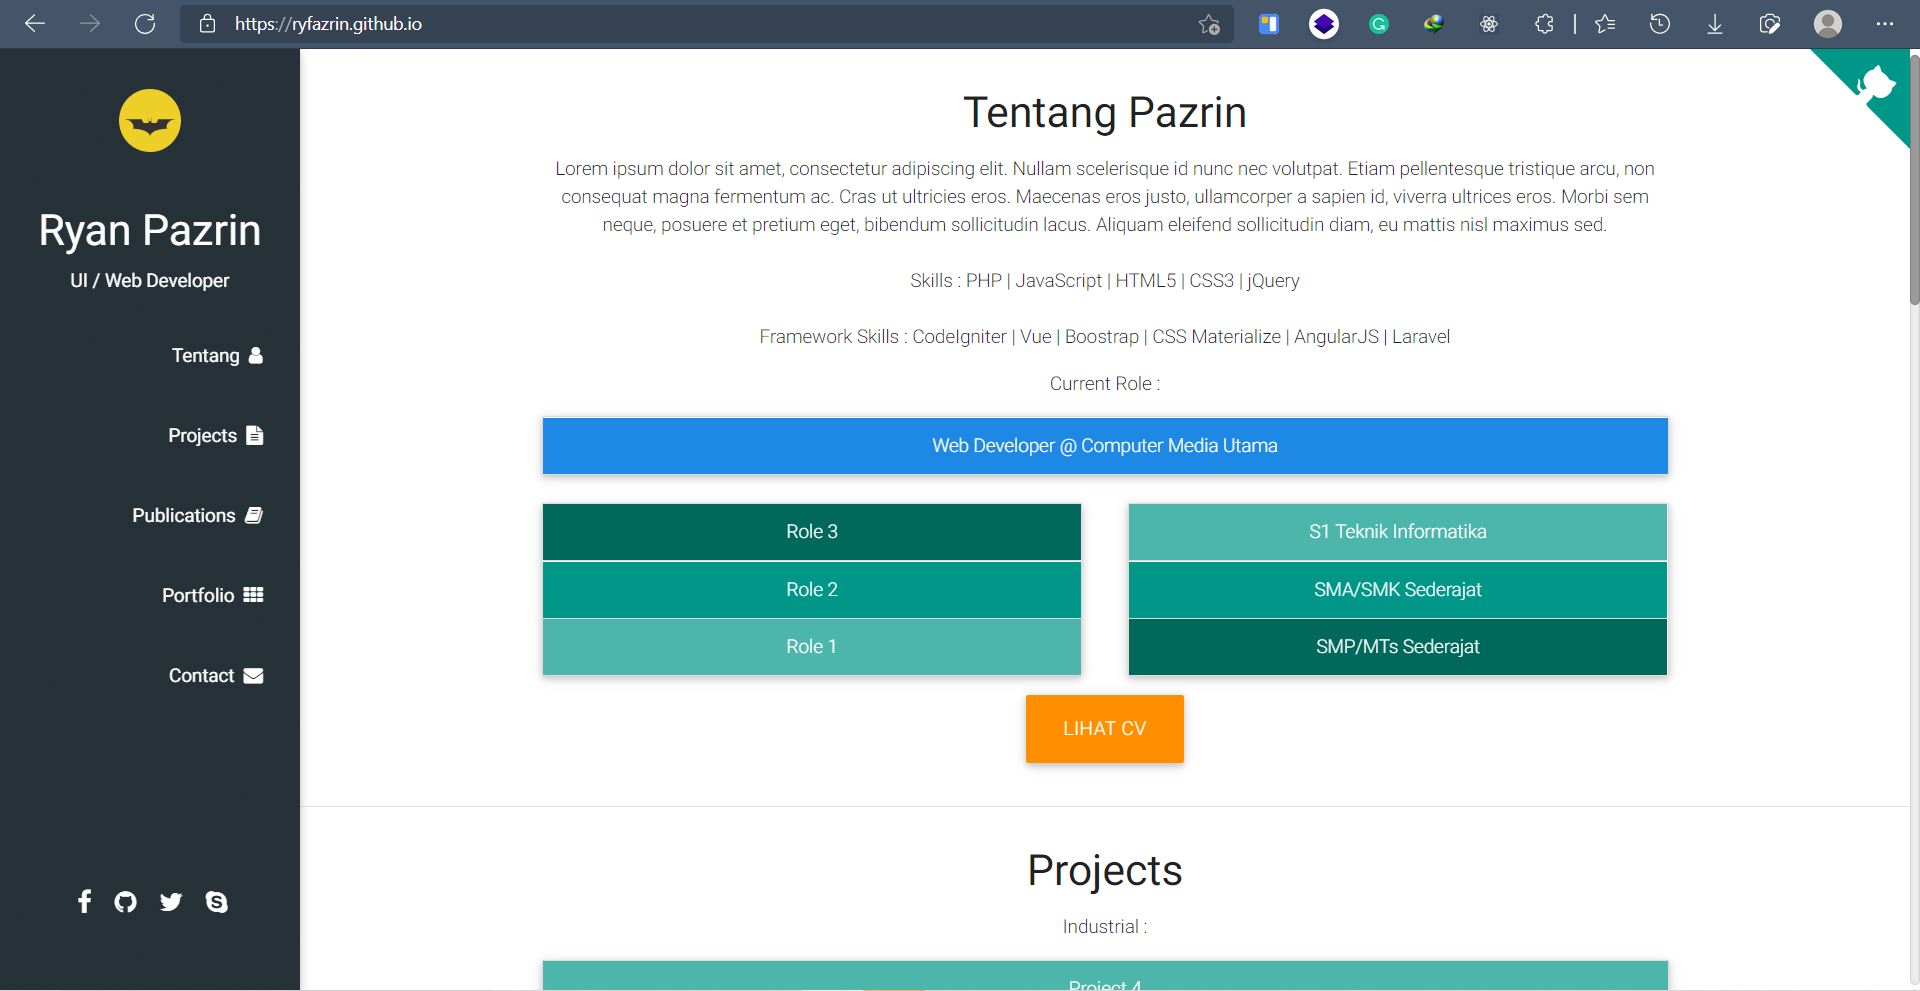 https://ryfazrin.github.io
Ryan Pazrin
UI / Web Developer
Tentang
Projects
Publications
Portfolio
Contact
Tentang Pazrin
Lorem ipsum dolor sit amet, consectetur adipiscing elit. Nullam scelerisque id nunc nec volutpat. Etiam pellentesque tristique arcu, non
consequat magna fermentum ac. Cras ut ultricies eros. Maecenas eros justo, ullamcorper a sapien id, viverra ultrices eros. Morbi sem
neque, posuere et pretium eget, bibendum sollicitudin lacus. Aliquam eleifend sollicitudin diam, eu mattis nisl maximus sed.
Skills : PHP | JavaScript | HTML5 | CSS3 | jQuery
Framework Skills : CodeIgniter | Vue | Boostrap | CSS Materialize | AngularJS | Laravel
Current Role :
Web Developer @ Computer Media Utama
Role 3
Role 2
Role 1
S1 Teknik Informatika
SMA/SMK Sederajat
SMP/MTs Sederajat
LIHAT CV
Projects
Industrial :
Project 4